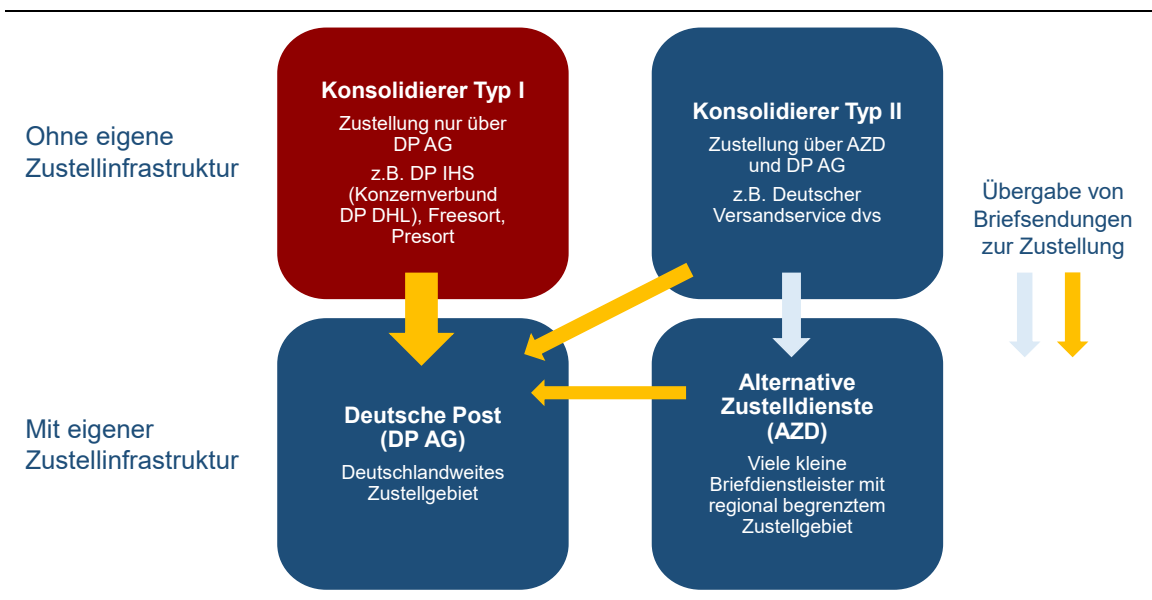 Ohne eigene
Zustellinfrastruktur
Konsolidierer Typ I
Zustellung nur über
DP AG
z.B. DP IHS
(Konzernverbund
DP DHL), Freesort,
Presort
Konsolidierer Typ II
Zustellung über AZD
und DP AG
z.B. Deutscher
Versandservice dvs
Übergabe von
Briefsendungen
zur Zustellung
Mit eigener
Zustellinfrastruktur
Deutsche Post
(DP AG)
Deutschlandweites
Zustellgebiet
Alternative
Zustelldienste
(AZD)
Viele kleine
Briefdienstleister mit
regional begrenztem
Zustellgebiet